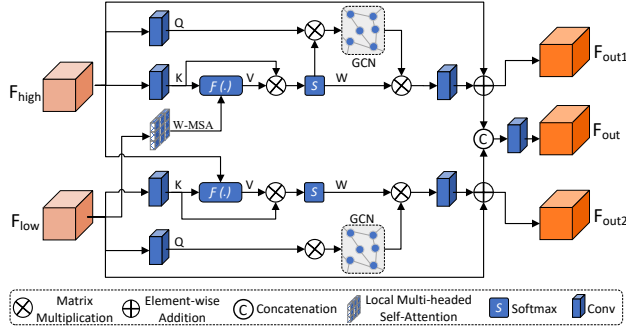 Q
GCN
F_high
K
F(.)
V
S
W
F_out1
W-MSA
C
F_out
K
F(.)
V
S
W
F_low
Q
GCN
F_out2
Matrix Multiplication
Element-wise Addition
C
Concatenation
Local Multi-headed Self-Attention
S
Softmax
Conv